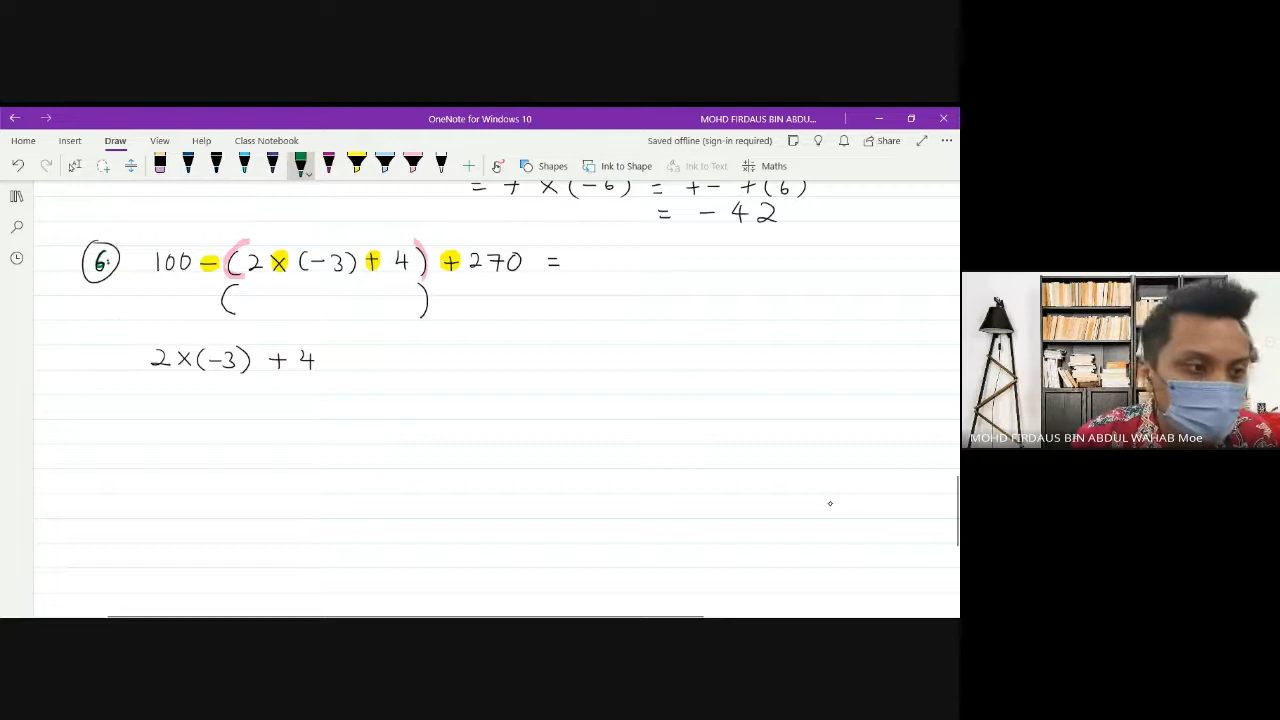 OneNote for Windows 10
MOHD FIRDAUS BIN ABDU...
Home Insert Draw View Help Class Notebook
Saved offline (sign-in required)
Share
Shapes Ink to Shape Ink to Text Maths
= + × (-6) = +- +(6)
= - 42
6. 100 - (2 × (-3) + 4) + 270 =
( )
2 × (-3) + 4
MOHD FIRDAUS BIN ABDUL WAHAB Moe